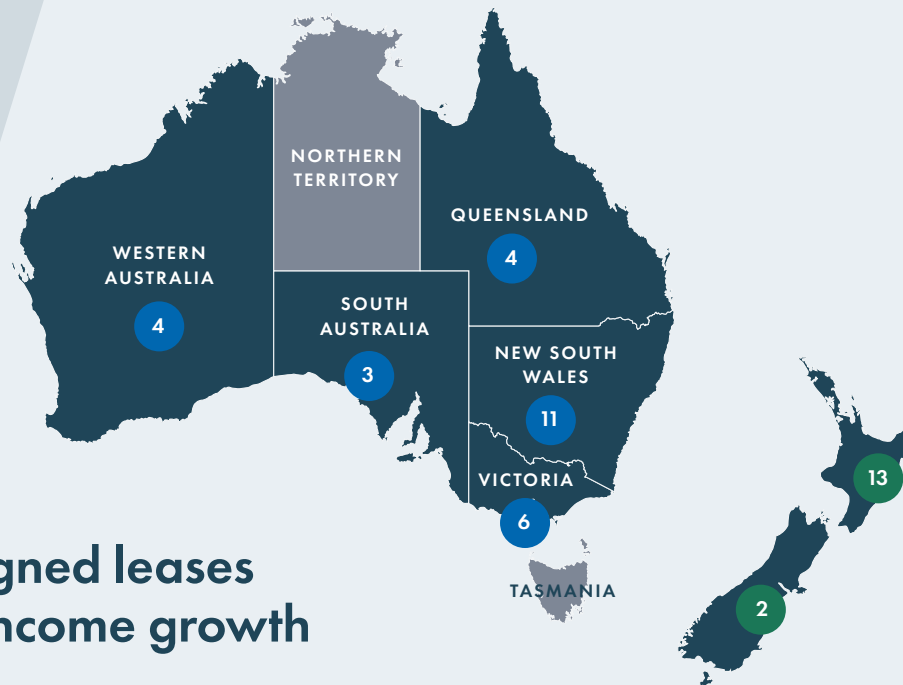 NORTHERN
TERRITORY
QUEENSLAND
4
WESTERN
AUSTRALIA
4
SOUTH
AUSTRALIA
3
NEW SOUTH
WALES
11
VICTORIA
6
13
TASMANIA
2
gned leases
ncome growth